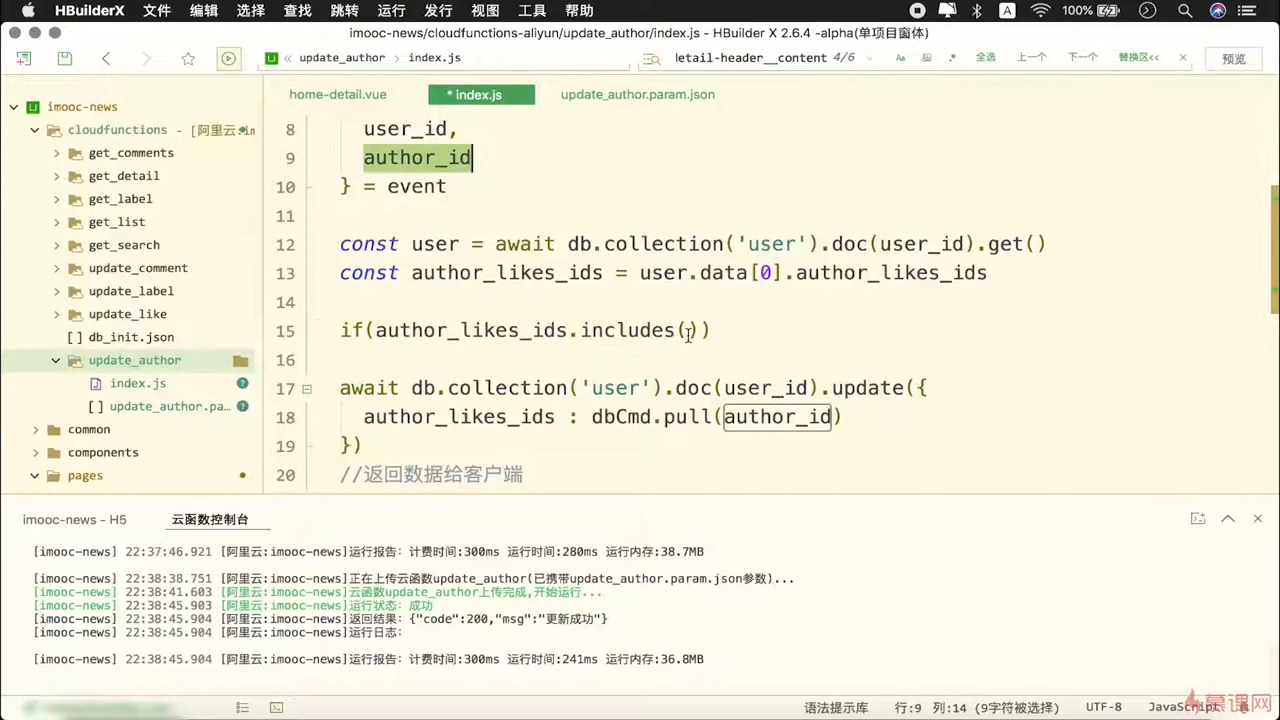 HBuilderX 文件 编辑 选择 查找 跳转 运行 发行 视图 工具 帮助 A 100%
imooc-news/cloudfunctions-aliyun/update_author/index.js - HBuilder X 2.6.4 -alpha(单项目窗体)
update_author index.js letail-header__content 4/6 Aa 全选 上一个 下一个 替换区<< 预览
home-detail.vue * index.js update_author.param.json
imooc-news
cloudfunctions - [阿里云:im
get_comments
get_detail
get_label
get_list
get_search
update_comment
update_label
update_like
[ ] db_init.json
update_author
index.js
[ ] update_author.pa...
common
components
pages
8 user_id,
9 author_id
10 } = event
11
12 const user = await db.collection('user').doc(user_id).get()
13 const author_likes_ids = user.data[0].author_likes_ids
14
15 if(author_likes_ids.includes())
16
17 await db.collection('user').doc(user_id).update({
18 author_likes_ids : dbCmd.pull(author_id)
19 })
20 //返回数据给客户端
imooc-news - H5 云函数控制台
[imooc-news] 22:37:46.921 [阿里云:imooc-news]运行报告: 计费时间:300ms 运行时间:280ms 运行内存:38.7MB
[imooc-news] 22:38:38.751 [阿里云:imooc-news]正在上传云函数update_author(已携带update_author.param.json参数)...
[imooc-news] 22:38:41.603 [阿里云:imooc-news]云函数update_author上传完成,开始运行...
[imooc-news] 22:38:45.903 [阿里云:imooc-news]运行状态: 成功
[imooc-news] 22:38:45.904 [阿里云:imooc-news]返回结果: {"code":200,"msg":"更新成功"}
[imooc-news] 22:38:45.904 [阿里云:imooc-news]运行日志:
[imooc-news] 22:38:45.904 [阿里云:imooc-news]运行报告: 计费时间:300ms 运行时间:241ms 运行内存:36.8MB
语法提示库 行:9 列:14 (9字符被选择) UTF-8 JavaScript
慕课网